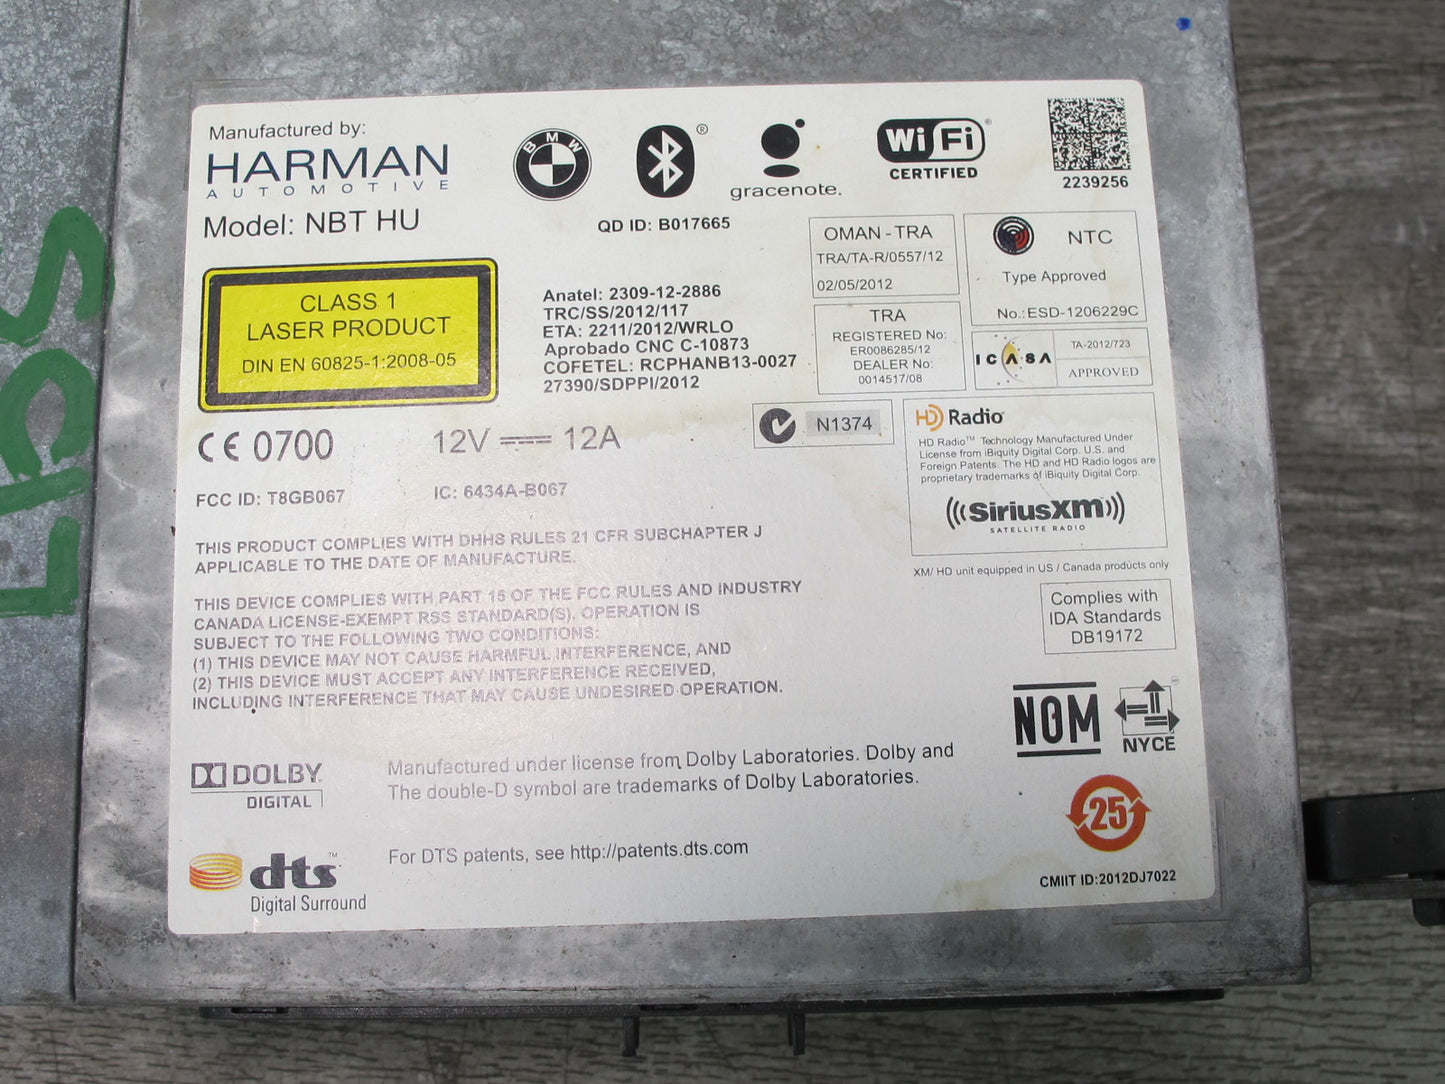 Manufactured by:
HARMAN
AUTOMOTIVE
Model: NBT HU
BMW
®
gracenote.
Wi Fi ®
CERTIFIED
2239256
QD ID: B017665
CLASS 1
LASER PRODUCT
DIN EN 60825-1:2008-05
Anatel: 2309-12-2886
TRC/SS/2012/117
ETA: 2211/2012/WRLO
Aprobado CNC C-10873
COFETEL: RCPHANB13-0027
27390/SDPPI/2012
OMAN - TRA
TRA/TA-R/0557/12
02/05/2012
TRA
REGISTERED No:
ER0086285/12
DEALER No:
0014517/08
NTC
Type Approved
No.: ESD-1206229C
ICASA
TA-2012/723
APPROVED
CE 0700
12V 12A
N1374
FCC ID: T8GB067
IC: 6434A-B067
HD Radio
HD Radio™ Technology Manufactured Under
License from iBiquity Digital Corp. U.S. and
Foreign Patents. The HD and HD Radio logos are
proprietary trademarks of iBiquity Digital Corp.
SiriusXM
SATELLITE RADIO
XM/ HD unit equipped in US / Canada products only
THIS PRODUCT COMPLIES WITH DHHS RULES 21 CFR SUBCHAPTER J
APPLICABLE TO THE DATE OF MANUFACTURE.
THIS DEVICE COMPLIES WITH PART 15 OF THE FCC RULES AND INDUSTRY
CANADA LICENSE-EXEMPT RSS STANDARD(S). OPERATION IS
SUBJECT TO THE FOLLOWING TWO CONDITIONS:
(1) THIS DEVICE MAY NOT CAUSE HARMFUL INTERFERENCE, AND
(2) THIS DEVICE MUST ACCEPT ANY INTERFERENCE RECEIVED,
INCLUDING INTERFERENCE THAT MAY CAUSE UNDESIRED OPERATION.
Complies with
IDA Standards
DB19172
NOM
NYCE
DOLBY
DIGITAL
Manufactured under license from Dolby Laboratories. Dolby and
The double-D symbol are trademarks of Dolby Laboratories.
25
dts™
Digital Surround
For DTS patents, see http://patents.dts.com
CMIIT ID:2012DJ7022